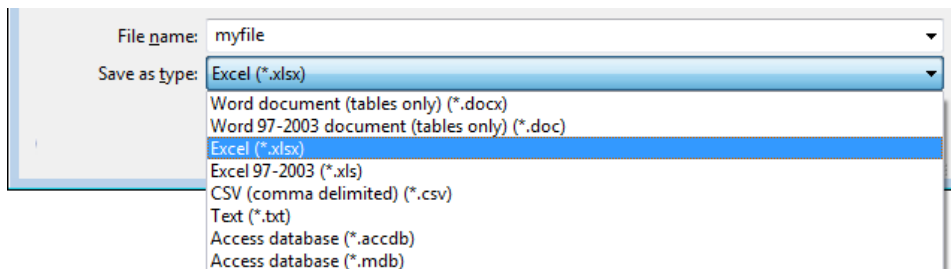 File name: myfile
Save as type: Excel (*.xlsx)
Word document (tables only) (*.docx)
Word 97-2003 document (tables only) (*.doc)
Excel (*.xlsx)
Excel 97-2003 (*.xls)
CSV (comma delimited) (*.csv)
Text (*.txt)
Access database (*.accdb)
Access database (*.mdb)